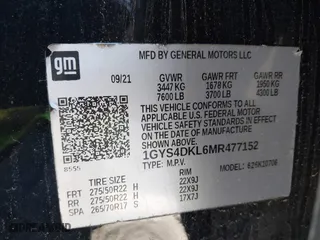 gm
MFD BY GENERAL MOTORS LLC
09/21 GVWR GAWR FRT GAWR RR
3447 KG 1678 KG 1950 KG
7600 LB 3700 LB 4300 LB
THIS VEHICLE CONFORMS TO ALL APPLICABLE U.S. FEDERAL
MOTOR VEHICLE SAFETY
STANDARDS IN EFFECT ON THE DATE OF
MANUFACTURE SHOWN ABOVE.
1GYS4DKL6MR477152
8555 TYPE: M.P.V. MODEL:
TIRE SIZE RIM
FRT 275/50R22 H 22X9J
RR 275/50R22 H 22X9J
SPA 265/70R17 S 17X7J